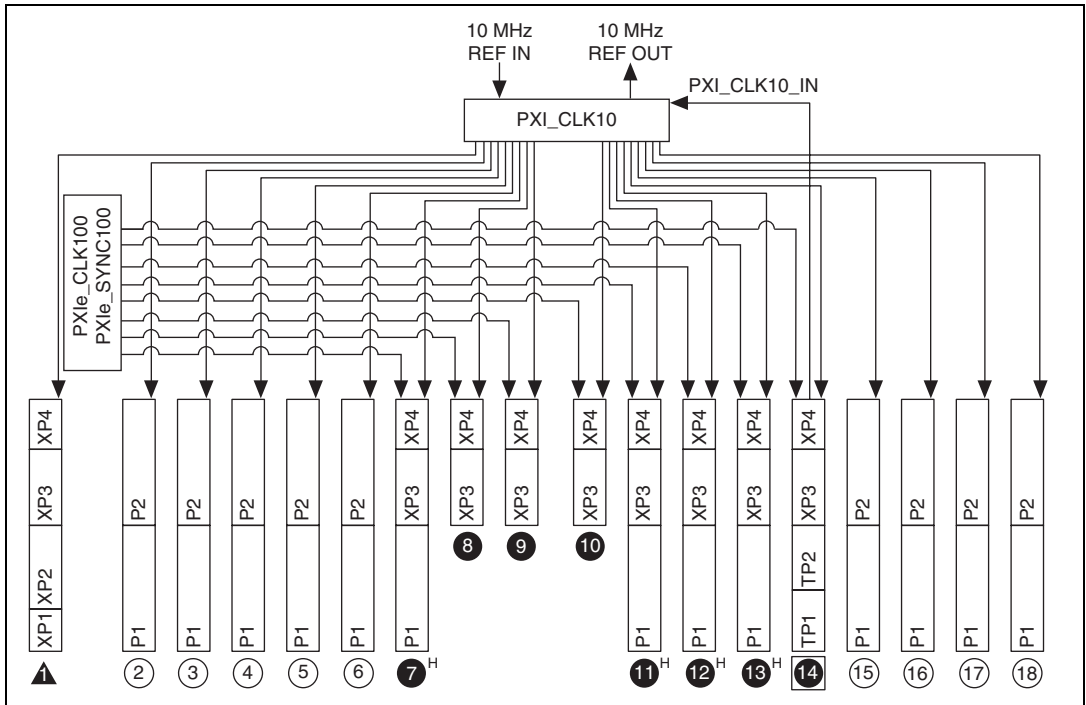 10 MHz
REF IN
10 MHz
REF OUT
PXI_CLK10_IN
PXI_CLK10
PXIe_CLK100
PXIe_SYNC100
XP4 XP4 XP4 XP4 XP4 XP4 XP4 XP4 XP4
XP3 P2 P2 P2 P2 P2 XP3 XP3 XP3 XP3 XP3 XP3 XP3 XP3 P2 P2 P2 P2
XP2 TP2
XP1 P1 P1 P1 P1 P1 P1 P1 P1 P1 TP1 P1 P1 P1 P1
8 9 10
1 2 3 4 5 6 7 H 11 H 12 H 13 H 14 15 16 17 18